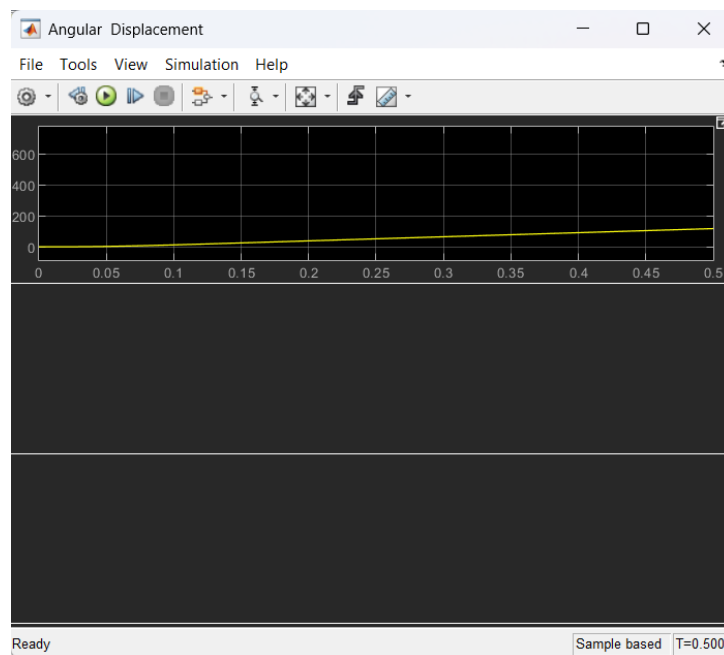 Angular Displacement
File Tools View Simulation Help
600
400
200
0
0 0.05 0.1 0.15 0.2 0.25 0.3 0.35 0.4 0.45 0.5
Ready Sample based T=0.500